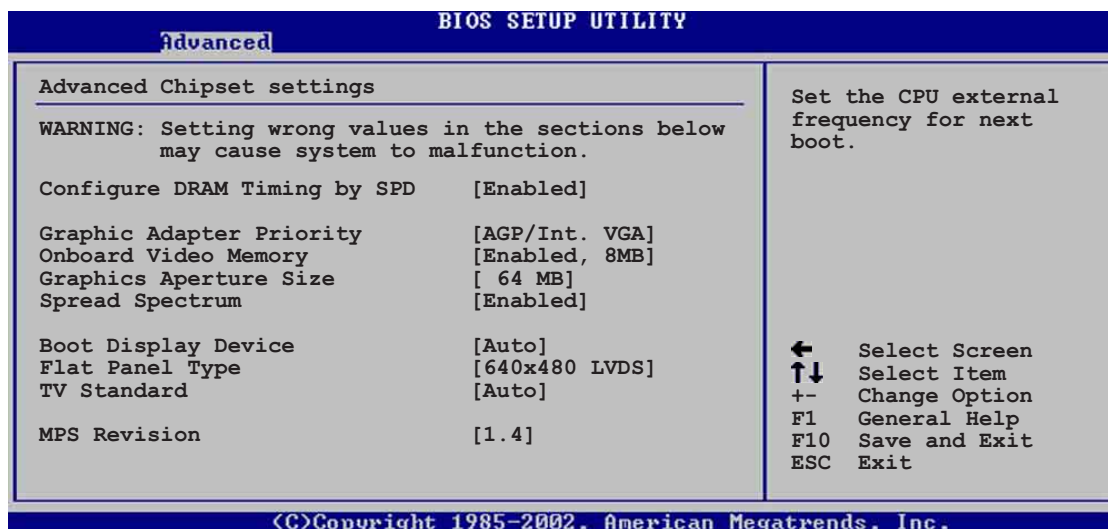 BIOS SETUP UTILITY
Advanced
Advanced Chipset settings
WARNING: Setting wrong values in the sections below
may cause system to malfunction.
Configure DRAM Timing by SPD [Enabled]
Graphic Adapter Priority [AGP/Int. VGA]
Onboard Video Memory [Enabled, 8MB]
Graphics Aperture Size [ 64 MB]
Spread Spectrum [Enabled]
Boot Display Device [Auto]
Flat Panel Type [640x480 LVDS]
TV Standard [Auto]
MPS Revision [1.4]
Set the CPU external
frequency for next
boot.
← Select Screen
↑↓ Select Item
+- Change Option
F1 General Help
F10 Save and Exit
ESC Exit
(C)Copyright 1985-2002, American Megatrends, Inc.